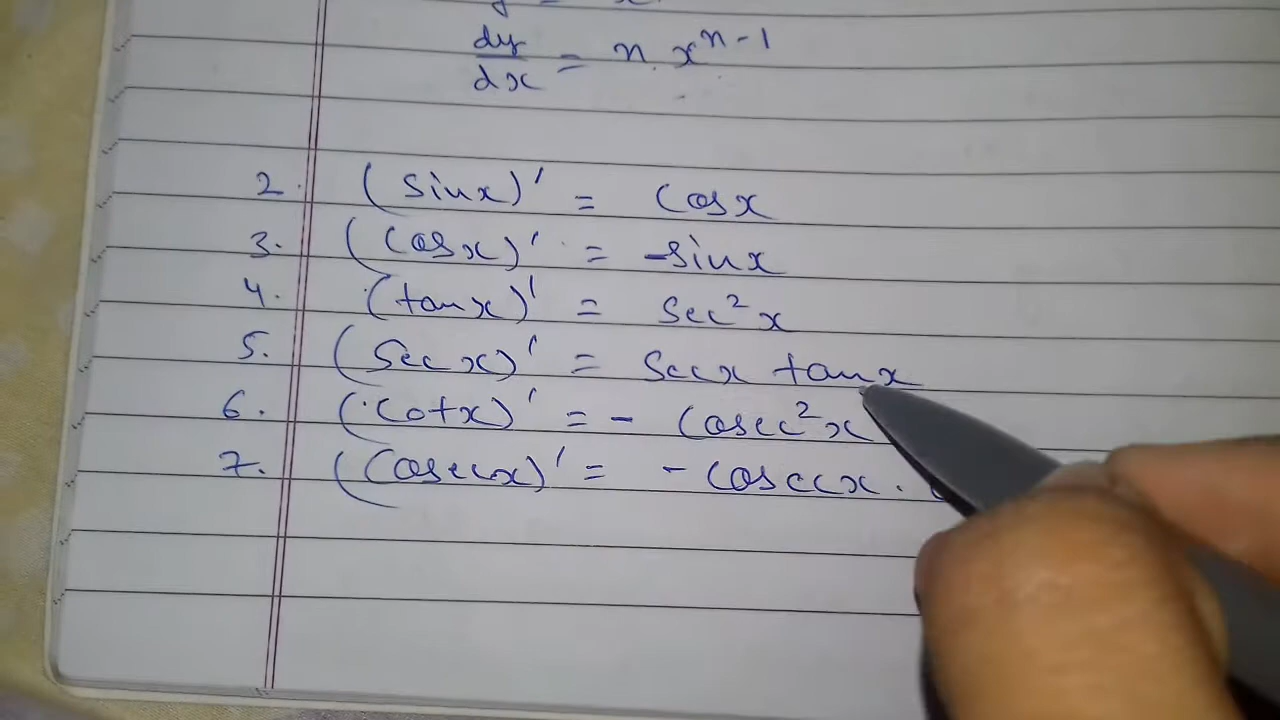 dy/dx = n. x^(n-1)
2. (sinx)' = cosx
3. (cosx)' = -sinx
4. (tanx)' = sec²x
5. (secx)' = secx tanx
6. (cotx)' = - cosec²x
7. (cosecx)' = - cosecx.